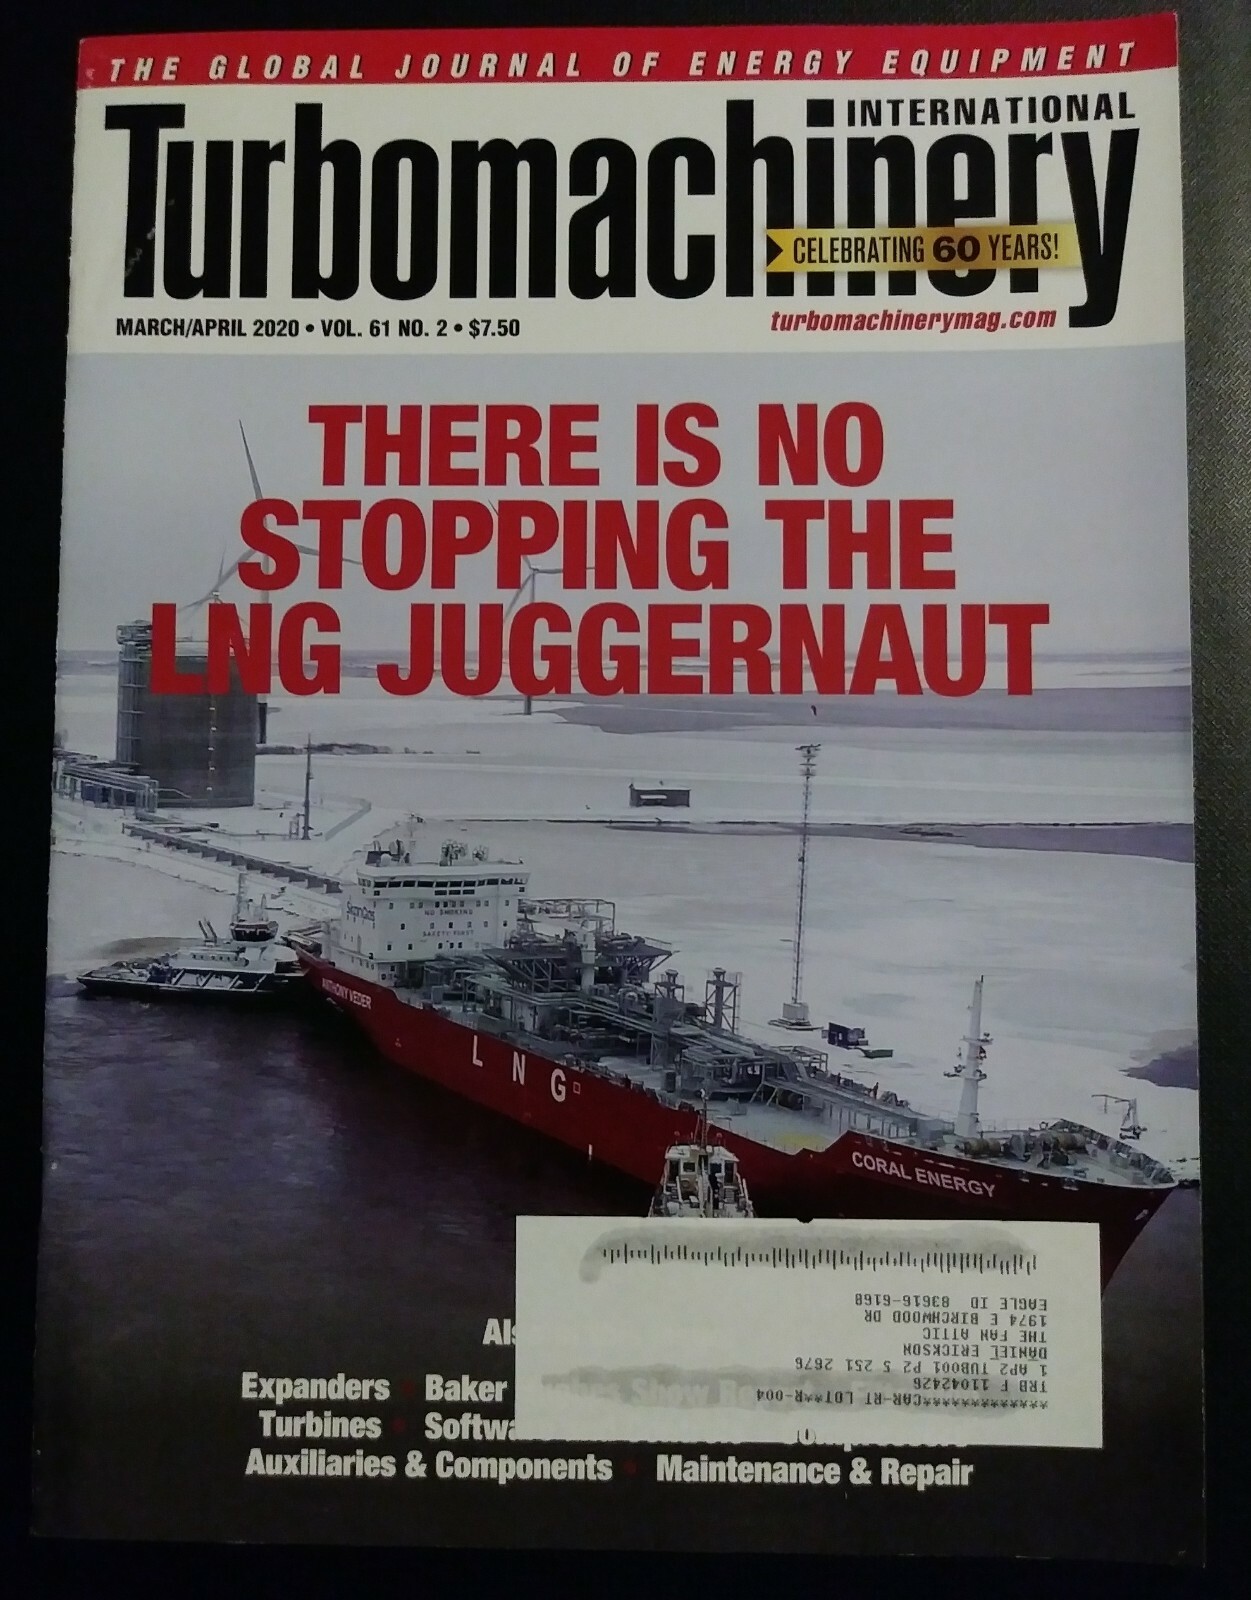 THE GLOBAL JOURNAL OF ENERGY EQUIPMENT
Turbomachinery
INTERNATIONAL
CELEBRATING 60 YEARS!
MARCH/APRIL 2020 • VOL. 61 NO. 2 • $7.50
turbomachinerymag.com
THERE IS NO
STOPPING THE
LNG JUGGERNAUT
NO SMOKING
SAFETY FIRST
ANTHONY VEDER
LNG
CORAL ENERGY
Expanders • Baker Show
Turbines •
Auxiliaries & Components • Maintenance & Repair
*************CAR-RT LOT**R-004
TRB F 11042426
1 AP2 TUB001 P2 S 251 2676
DANIEL ERICKSON
THE FAN ATTIC
1974 E BIRCHWOOD DR
EAGLE ID 83616-6168